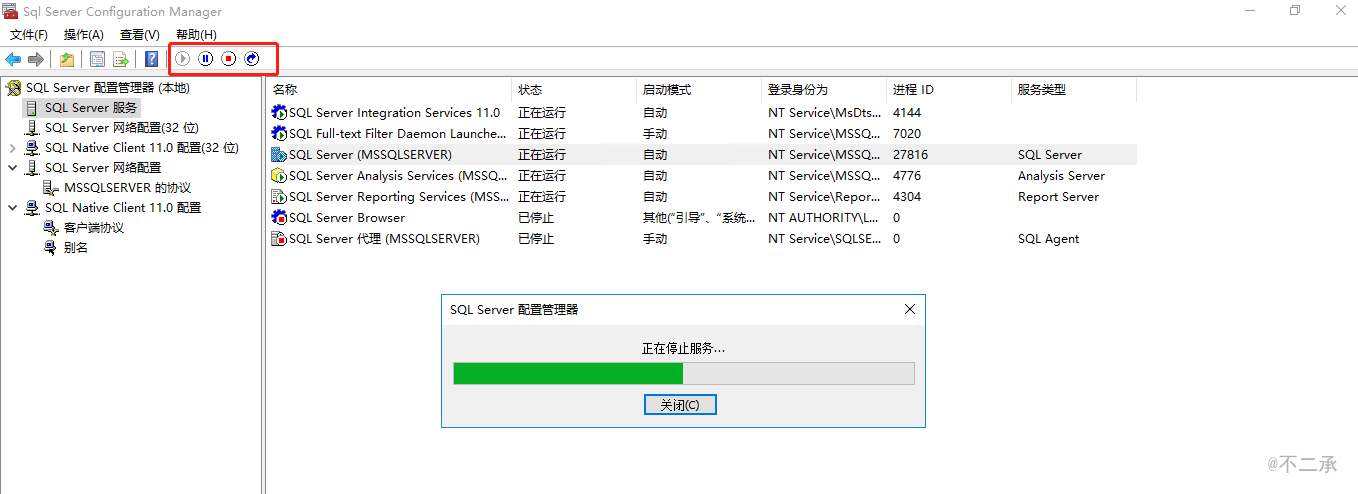 Sql Server Configuration Manager
文件(F) 操作(A) 查看(V) 帮助(H)
SQL Server 配置管理器 (本地)
SQL Server 服务
SQL Server 网络配置(32 位)
SQL Native Client 11.0 配置(32 位)
SQL Server 网络配置
MSSQLSERVER 的协议
SQL Native Client 11.0 配置
客户端协议
别名
名称 状态 启动模式 登录身份为 进程 ID 服务类型
SQL Server Integration Services 11.0 正在运行 自动 NT Service\MsDts... 4144
SQL Full-text Filter Daemon Launche... 正在运行 手动 NT Service\MSSQ... 7020
SQL Server (MSSQLSERVER) 正在运行 自动 NT Service\MSSQ... 27816 SQL Server
SQL Server Analysis Services (MSSQ... 正在运行 自动 NT Service\MSSQ... 4776 Analysis Server
SQL Server Reporting Services (MSS... 正在运行 自动 NT Service\Repor... 4304 Report Server
SQL Server Browser 已停止 其他("引导"、"系统... NT AUTHORITY\L... 0
SQL Server 代理 (MSSQLSERVER) 已停止 手动 NT Service\SQLSE... 0 SQL Agent
SQL Server 配置管理器
正在停止服务...
关闭(C)
@不二承